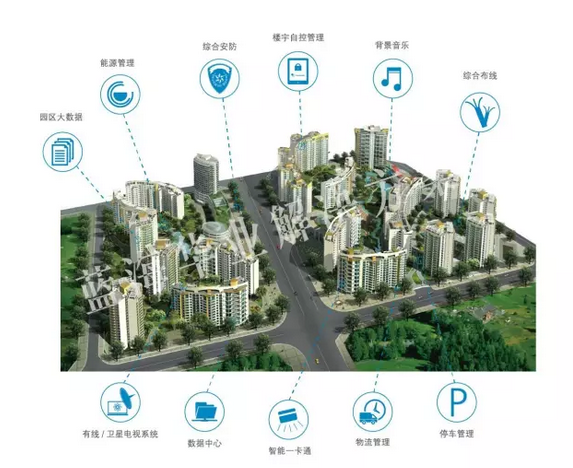 楼宇自控管理
综合安防
背景音乐
能源管理
综合布线
园区大数据
有线 / 卫星电视系统
数据中心
智能一卡通
物流管理
停车管理
P